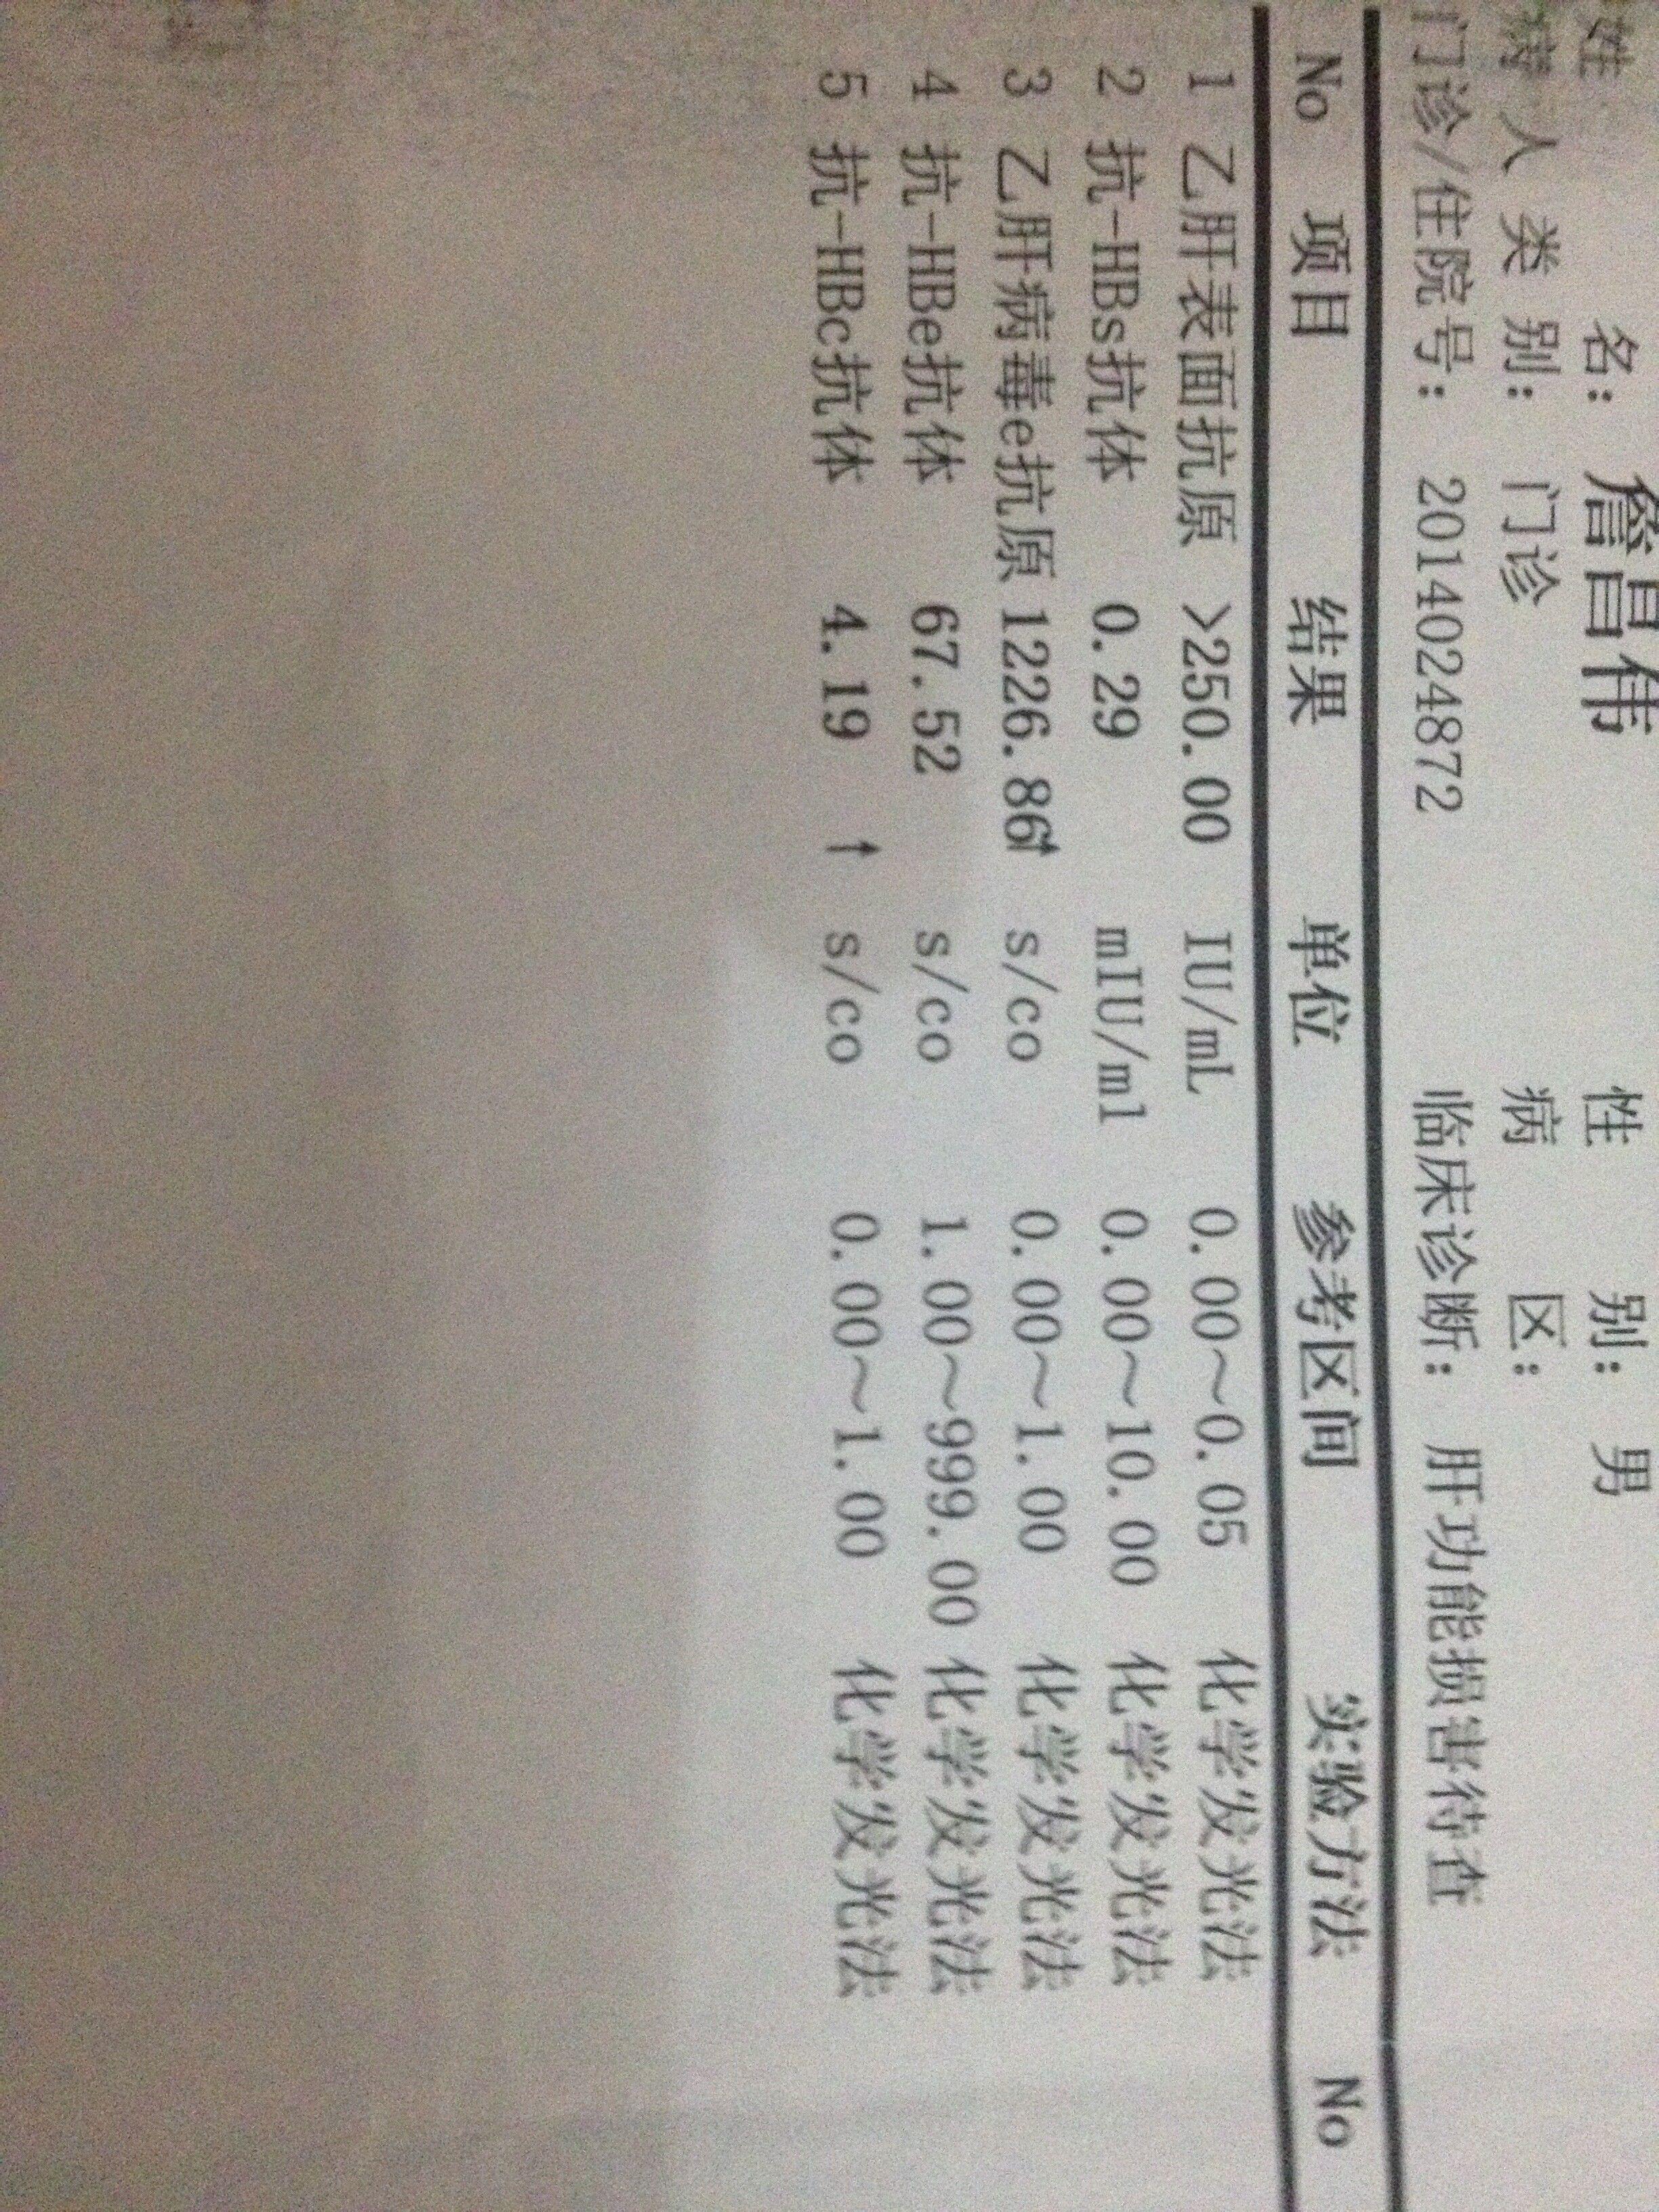 姓 名： 詹昌伟 性 别： 男
病 人 类 别： 门诊 病 区：
门诊/住院号： 2014024872 临床诊断： 肝功能损害待查
No 项目 结果 单位 参考区间 实验方法 No
1 乙肝表面抗原 >250.00 IU/mL 0.00～0.05 化学发光法
2 抗-HBs抗体 0.29 mIU/ml 0.00～10.00 化学发光法
3 乙肝病毒e抗原 1226.86↑ s/co 0.00～1.00 化学发光法
4 抗-HBe抗体 67.52 s/co 1.00～999.00 化学发光法
5 抗-HBc抗体 4.19 ↑ s/co 0.00～1.00 化学发光法